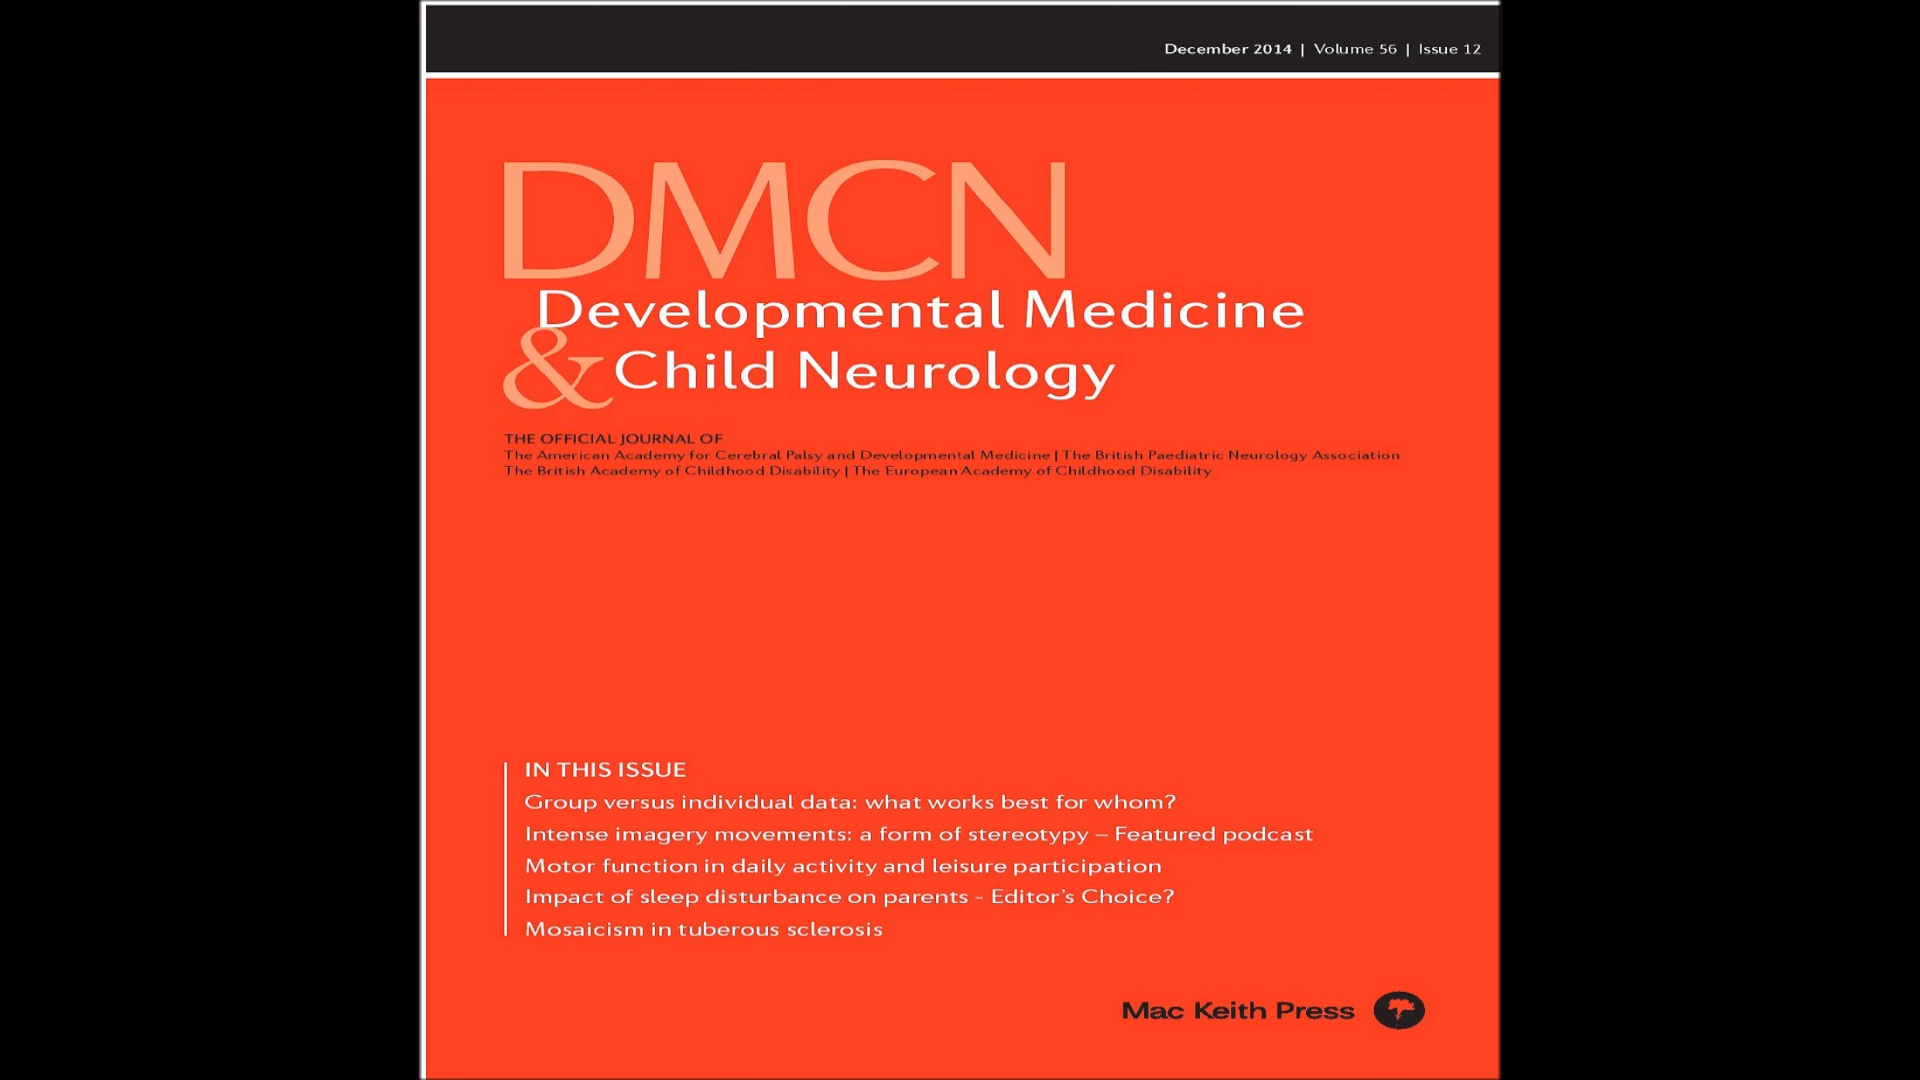 December 2014 | Volume 56 | Issue 12
DMCN
Developmental Medicine
& Child Neurology
THE OFFICIAL JOURNAL OF
The American Academy for Cerebral Palsy and Developmental Medicine | The British Paediatric Neurology Association
The British Academy of Childhood Disability | The European Academy of Childhood Disability
IN THIS ISSUE
Group versus individual data: what works best for whom?
Intense imagery movements: a form of stereotypy – Featured podcast
Motor function in daily activity and leisure participation
Impact of sleep disturbance on parents - Editor's Choice?
Mosaicism in tuberous sclerosis
Mac Keith Press